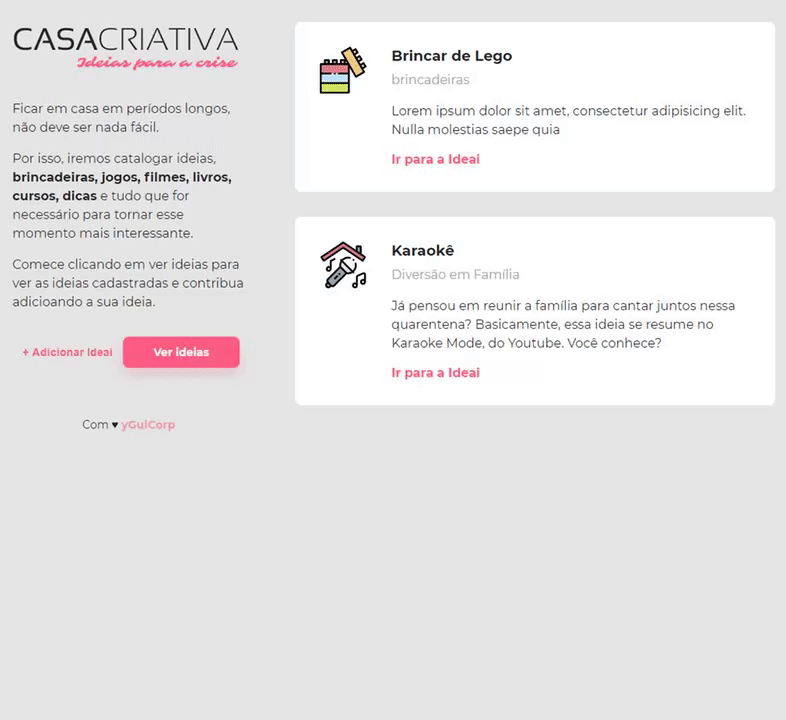 CASACRIATIVA
Ideias para a crise
Ficar em casa em períodos longos,
não deve ser nada fácil.
Por isso, iremos catalogar ideias,
brincadeiras, jogos, filmes, livros,
cursos, dicas e tudo que for
necessário para tornar esse
momento mais interessante.
Comece clicando em ver ideias para
ver as ideias cadastradas e contribua
adicioando a sua ideia.
+ Adicionar Ideai
Ver ideias
Com ♥ yGuiCorp
Brincar de Lego
brincadeiras
Lorem ipsum dolor sit amet, consectetur adipisicing elit.
Nulla molestias saepe quia
Ir para a Ideai
Karaokê
Diversão em Família
Já pensou em reunir a família para cantar juntos nessa
quarentena? Basicamente, essa ideia se resume no
Karaoke Mode, do Youtube. Você conhece?
Ir para a Ideai